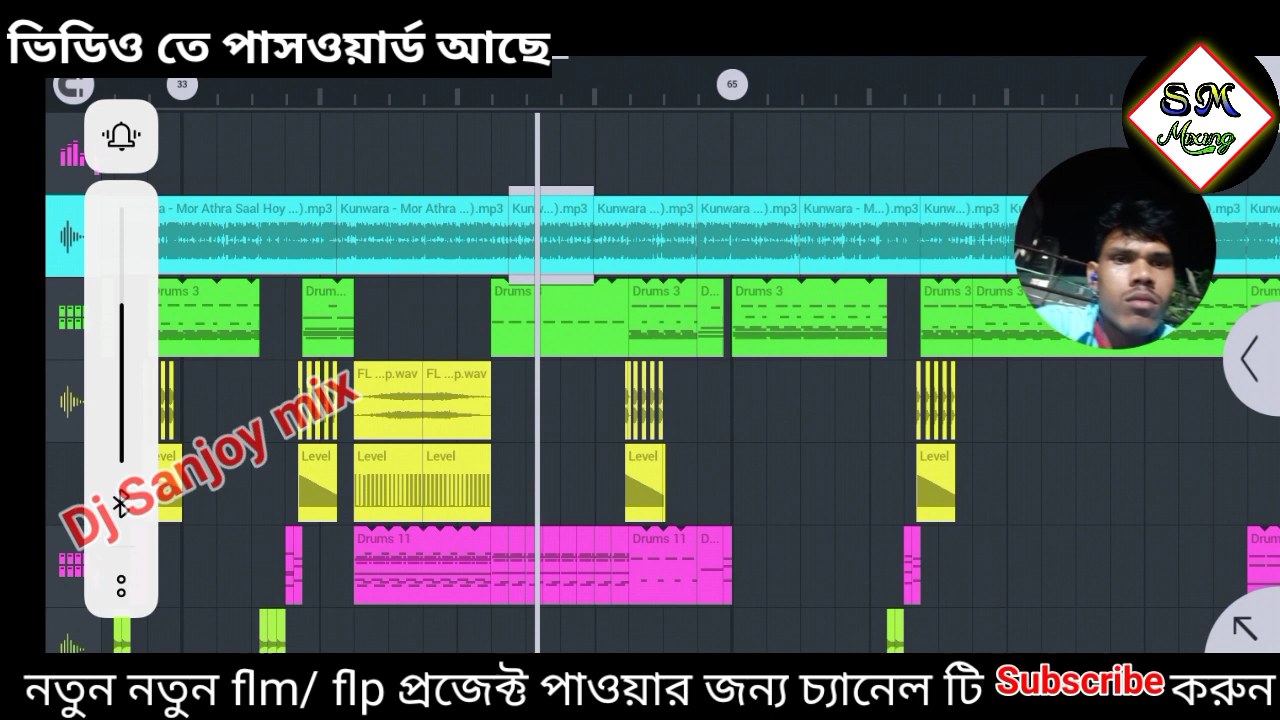 ভিডিও তে পাসওয়ার্ড আছে
33 65
SM
Mixing
a - Mor Athra Saal Hoy ...).mp3 Kunwara - Mor Athra ...).mp3 Kunw...).mp3 Kunwara ...).mp3 Kunwara ...).mp3 Kunwara - M...).mp3 Kunw...).mp3
Drums 3 Drum... Drums 3 Drums 3 D... Drums 3 Drums 3 Drums 3
FL ...p.wav FL ...p.wav
Level Level Level Level Level
Dj Sanjoy mix
Drums 11 Drums 11 D... Drum
নতুন নতুন flm/ flp প্রজেক্ট পাওয়ার জন্য চ্যানেল টি Subscribe করুন